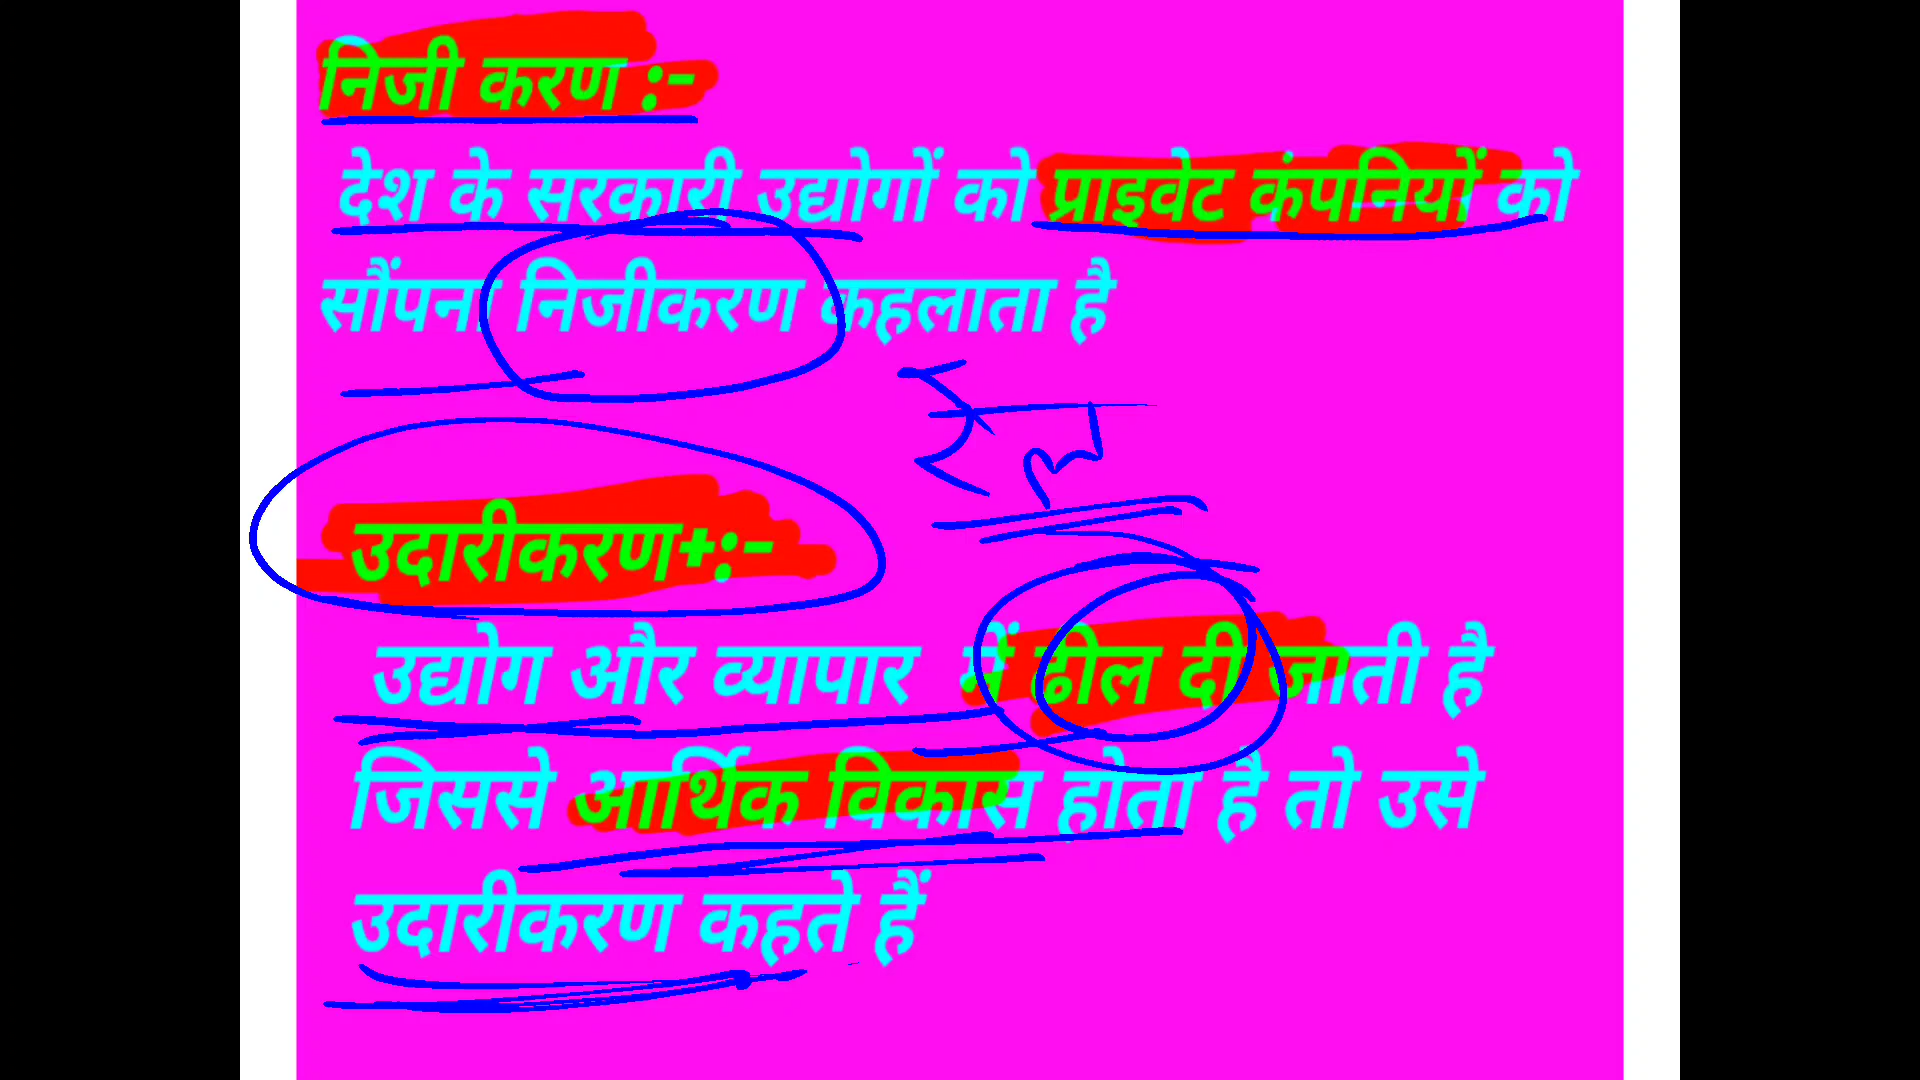 निजी करण :-
देश के सरकारी उद्योगों को प्राइवेट कंपनियों को
सौंपना निजीकरण कहलाता है
रेल
उदारीकरण+:-
उद्योग और व्यापार में ढील दी जाती है
जिससे आर्थिक विकास होता है तो उसे
उदारीकरण कहते हैं